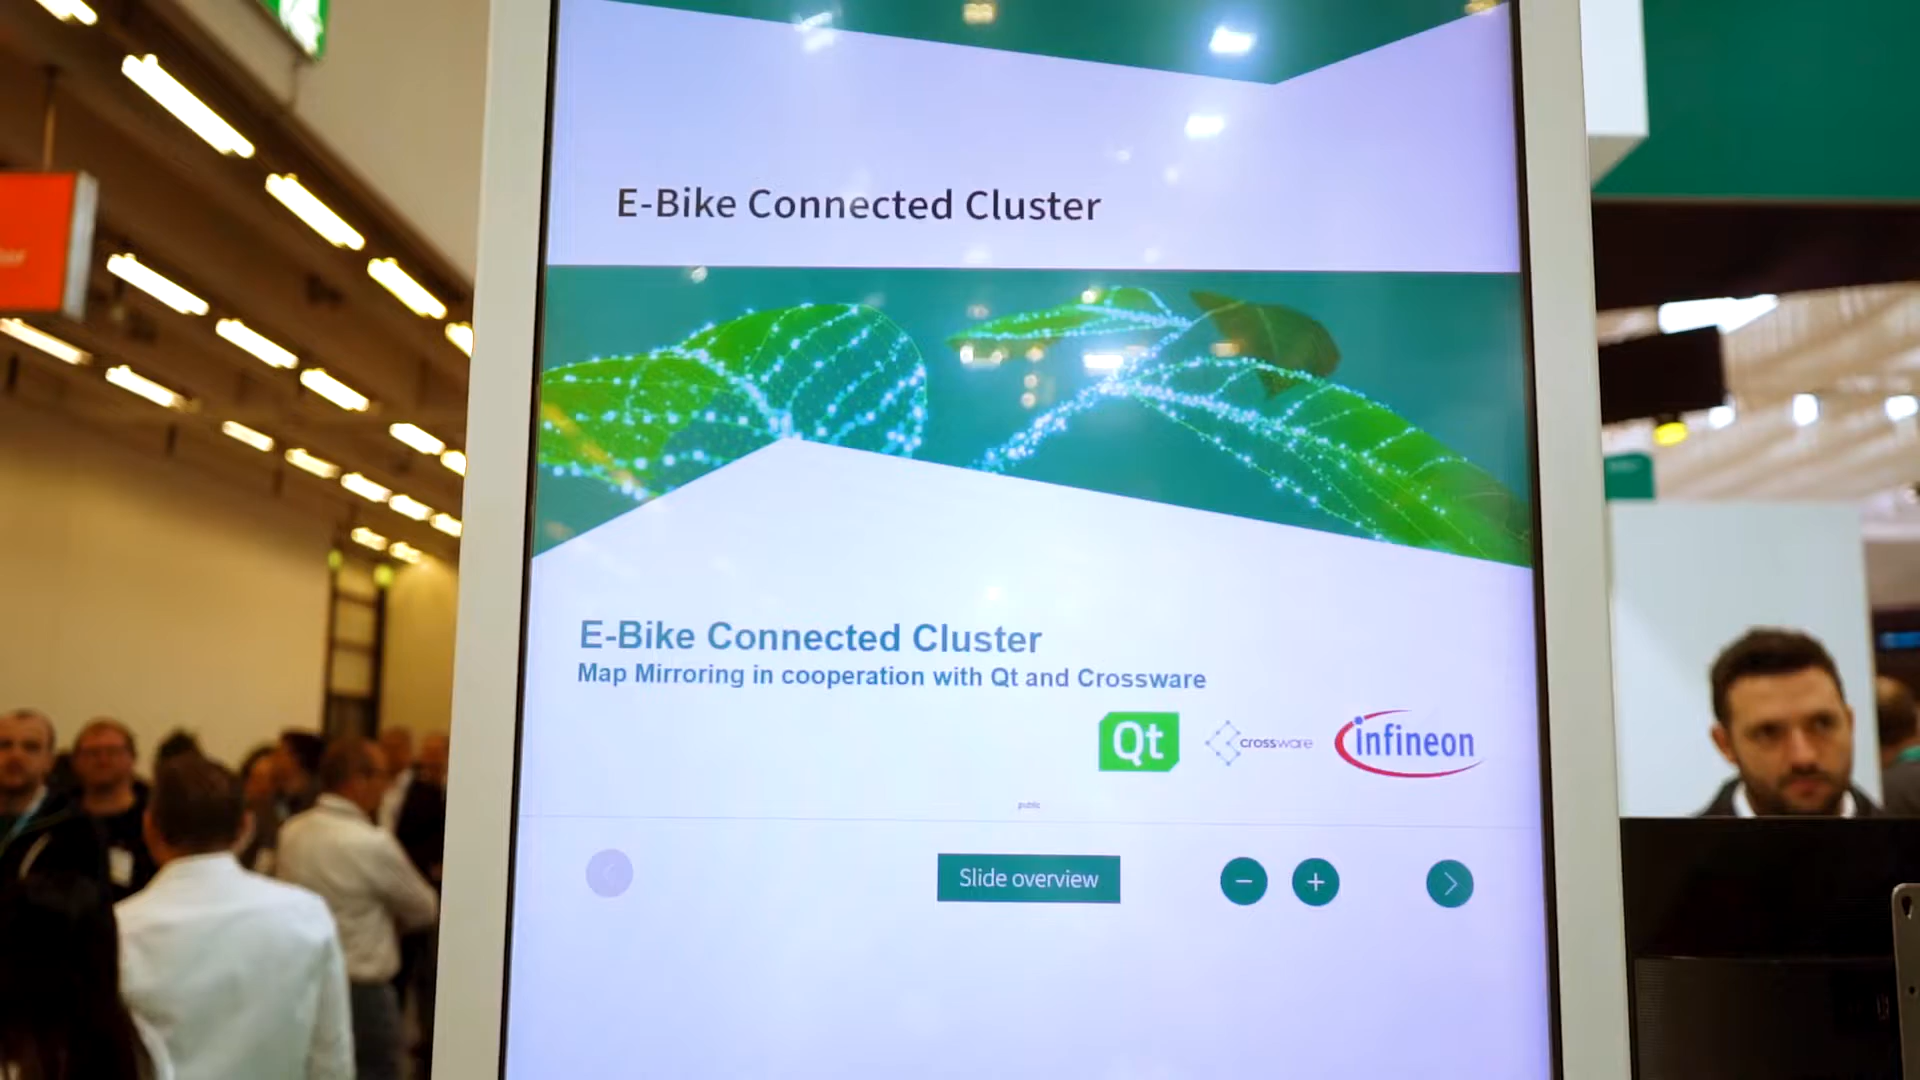 E-Bike Connected Cluster
E-Bike Connected Cluster
Map Mirroring in cooperation with Qt and Crossware
Qt
crossware
infineon
public
Slide overview